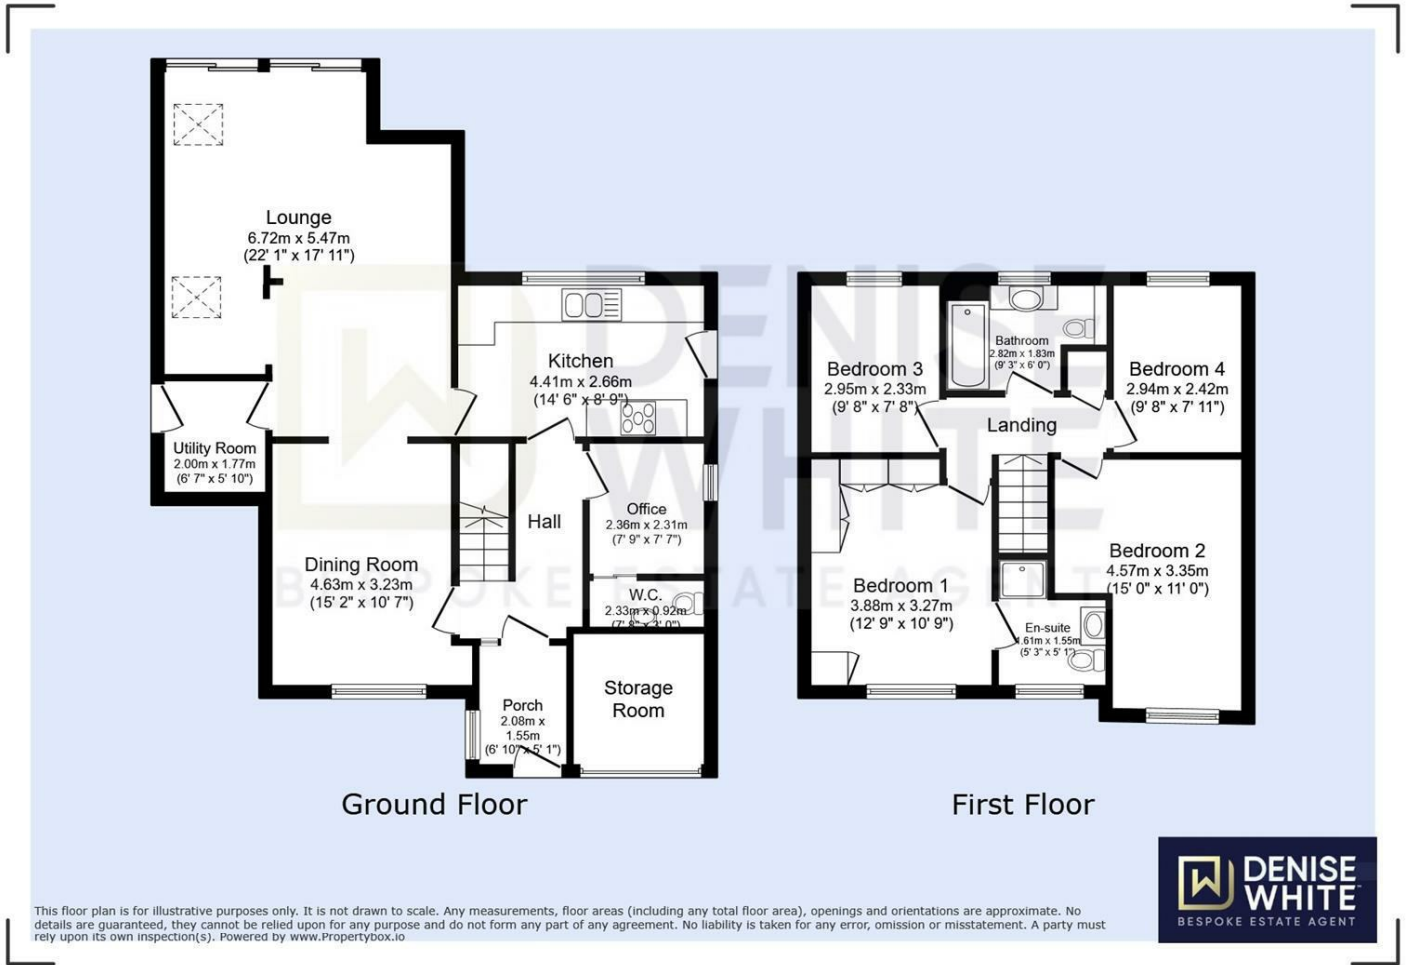 Lounge
6.72m x 5.47m
(22' 1" x 17' 11")
Kitchen
4.41m x 2.66m
(14' 6" x 8' 9")
Utility Room
2.00m x 1.77m
(6' 7" x 5' 10")
Hall
Office
2.36m x 2.31m
(7' 9" x 7' 7")
Dining Room
4.63m x 3.23m
(15' 2" x 10' 7")
W.C.
2.33m x 0.92m
(7' 8" x 3' 0")
Porch
2.08m x
1.55m
(6' 10" x 5' 1")
Storage
Room
Ground Floor
Bedroom 3
2.95m x 2.33m
(9' 8" x 7' 8")
Bathroom
2.82m x 1.83m
(9' 3" x 6' 0")
Bedroom 4
2.94m x 2.42m
(9' 8" x 7' 11")
Landing
Bedroom 1
3.88m x 3.27m
(12' 9" x 10' 9")
Bedroom 2
4.57m x 3.35m
(15' 0" x 11' 0")
En-suite
1.61m x 1.55m
(5' 3" x 5' 1")
First Floor
DENISE
WHITE
BESPOKE ESTATE AGENT
DENISE
WHITE
BESPOKE ESTATE AGENT
This floor plan is for illustrative purposes only. It is not drawn to scale. Any measurements, floor areas (including any total floor area), openings and orientations are approximate. No
details are guaranteed, they cannot be relied upon for any purpose and do not form any part of any agreement. No liability is taken for any error, omission or misstatement. A party must
rely upon its own inspection(s). Powered by www.Propertybox.io